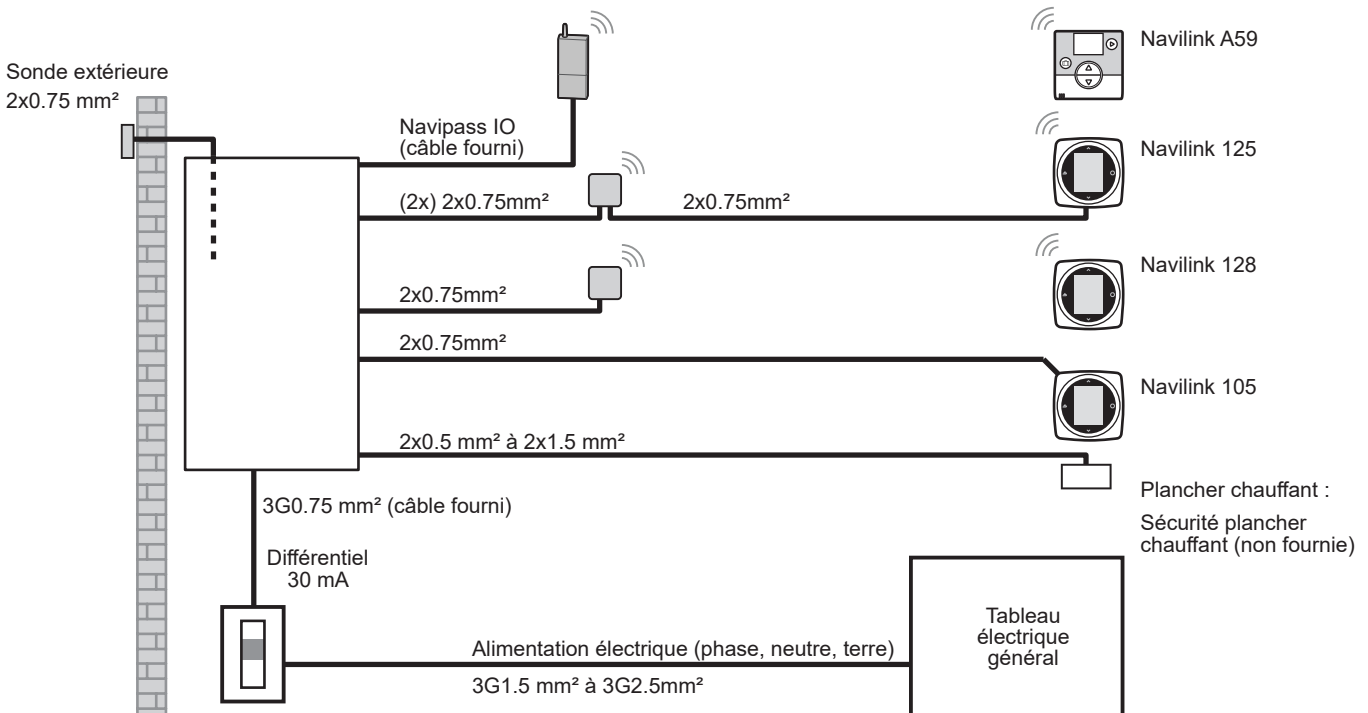 Navilink A59
Sonde extérieure
2x0.75 mm²
Navipass IO
(câble fourni)
Navilink 125
(2x) 2x0.75mm²
2x0.75mm²
Navilink 128
2x0.75mm²
2x0.75mm²
Navilink 105
2x0.5 mm² à 2x1.5 mm²
Plancher chauffant :
Sécurité plancher
chauffant (non fournie)
3G0.75 mm² (câble fourni)
Différentiel
30 mA
Tableau
électrique
général
Alimentation électrique (phase, neutre, terre)
3G1.5 mm² à 3G2.5mm²